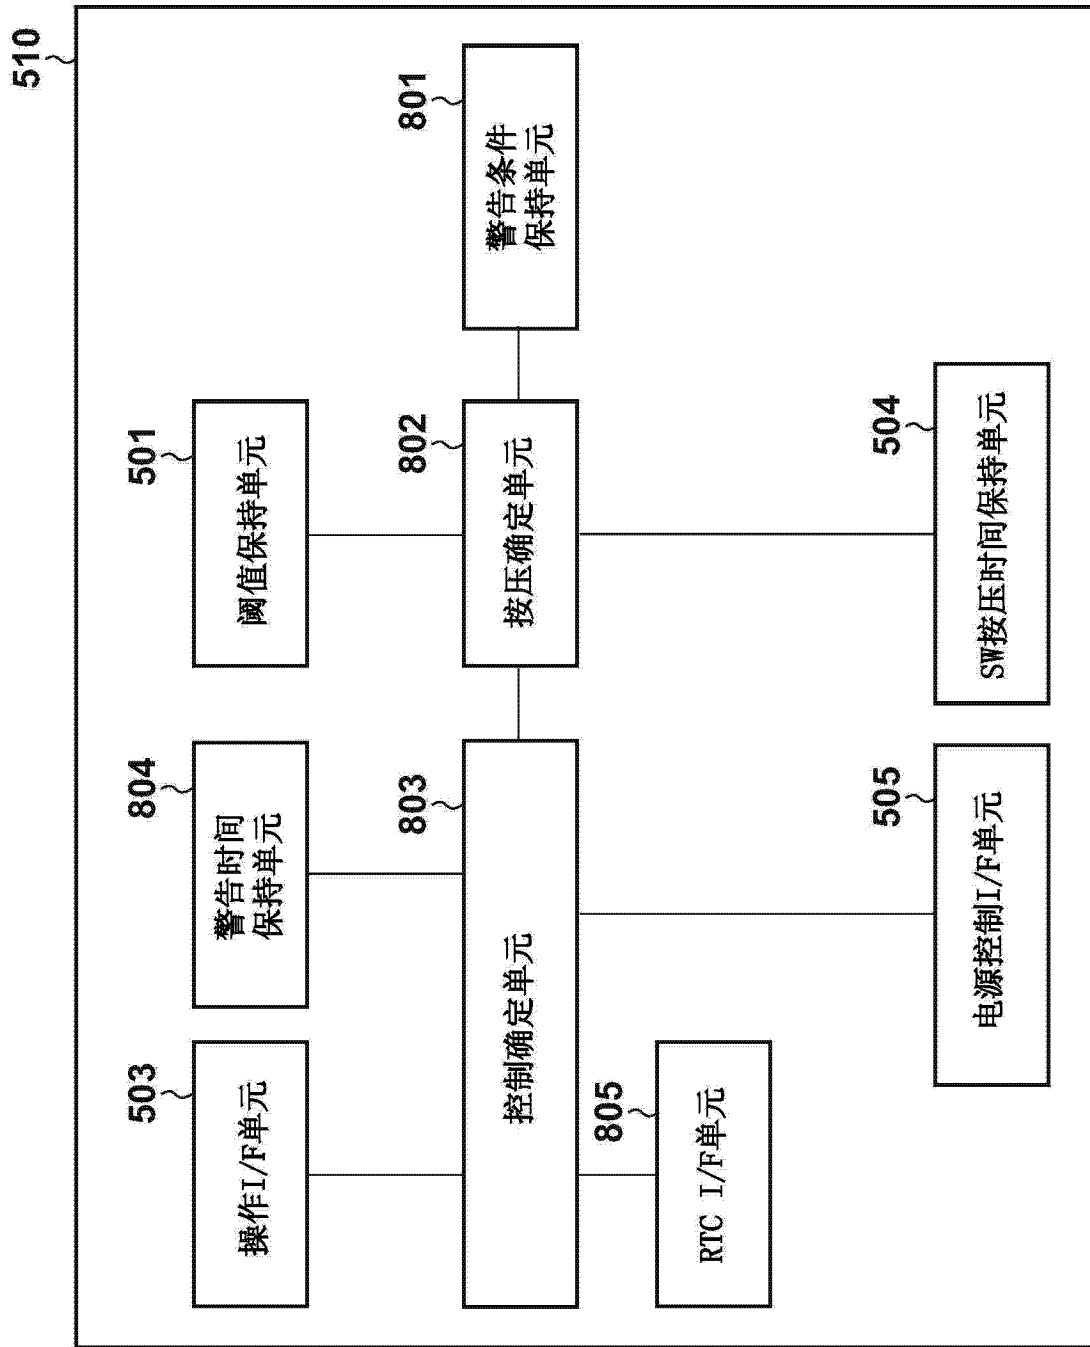 510
503
操作I/F单元
804
警告时间
保持单元
501
阈值保持单元
803
控制确定单元
802
按压确定单元
801
警告条件
保持单元
805
RTC I/F单元
505
电源控制I/F单元
504
SW按压时间保持单元